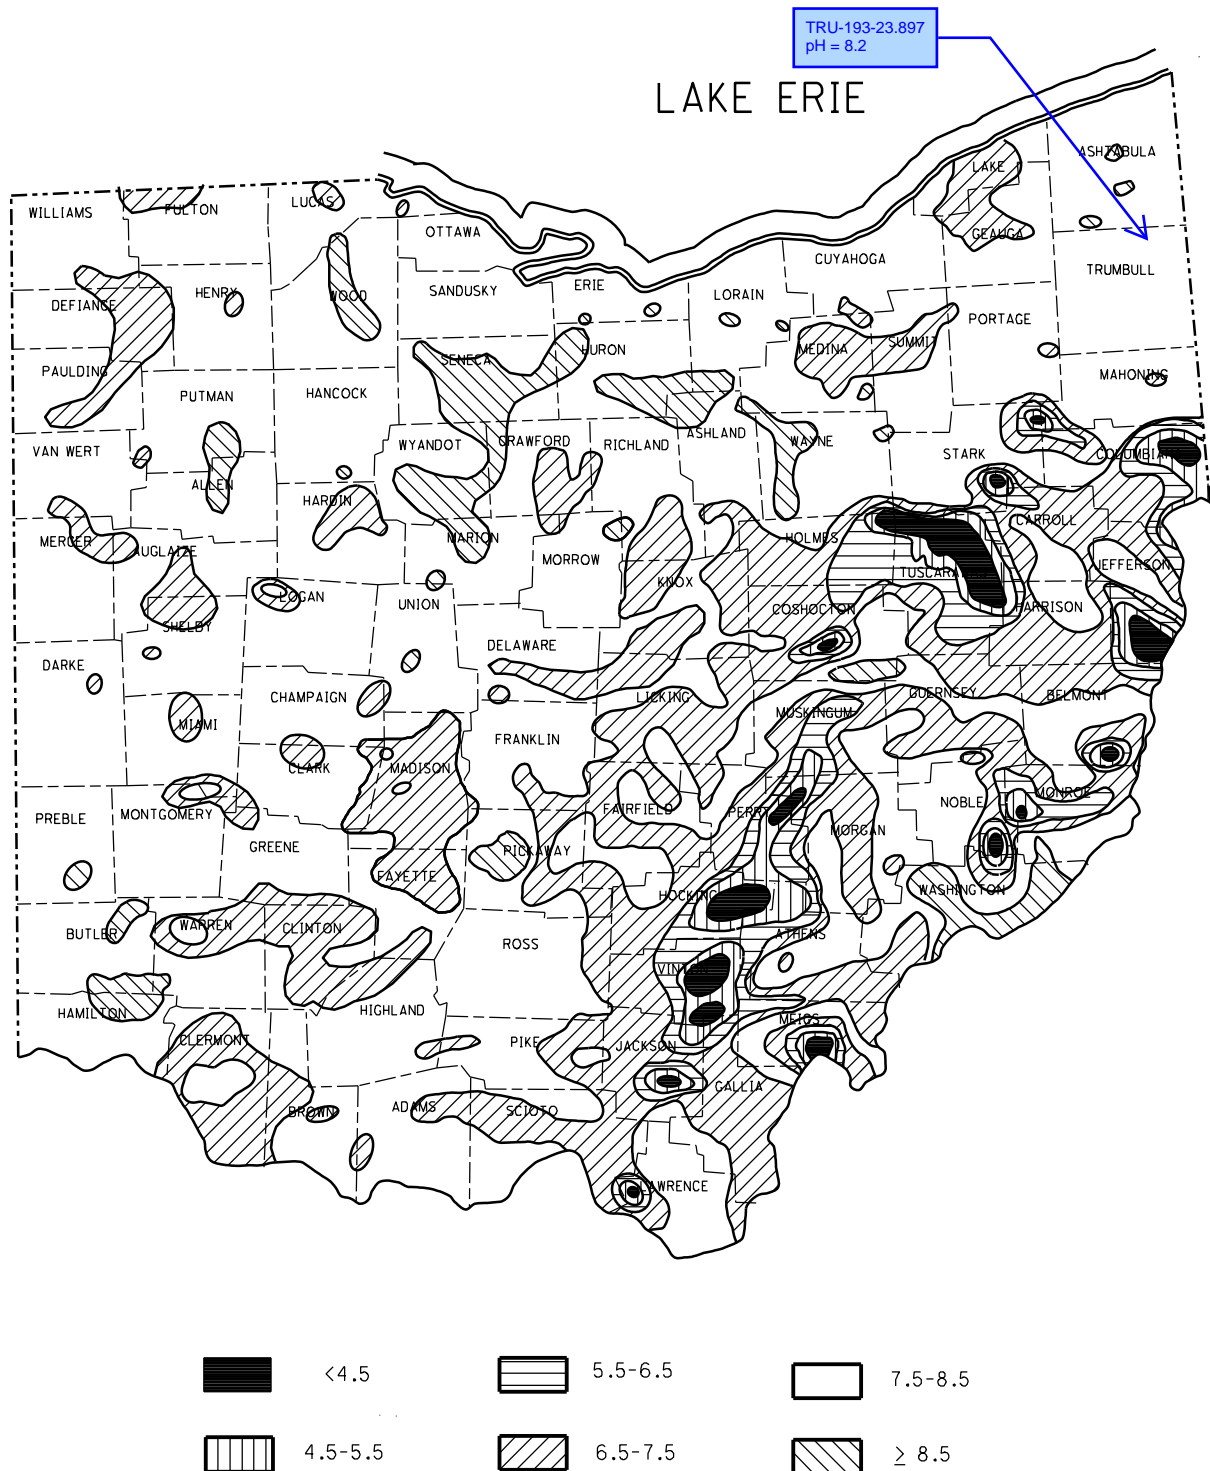 TRU-193-23.897
pH = 8.2
LAKE ERIE
ASHTABULA
LAKE
WILLIAMS
FULTON
LUCAS
OTTAWA
GEAUGA
CUYAHOGA
TRUMBULL
DEFIANCE
HENRY
WOOD
SANDUSKY
ERIE
LORAIN
PORTAGE
SENECA
HURON
MEDINA
SUMMIT
PAULDING
PUTMAN
HANCOCK
MAHONING
VAN WERT
WYANDOT
CRAWFORD
RICHLAND
ASHLAND
WAYNE
STARK
COLUMBIANA
ALLEN
HARDIN
MERCER
AUGLAIZE
MARION
MORROW
KNOX
HOLMES
CARROLL
TUSCARAWAS
JEFFERSON
LOGAN
UNION
COSHOCTON
HARRISON
SHELBY
DARKE
DELAWARE
CHAMPAIGN
LICKING
GUERNSEY
BELMONT
MIAMI
MUSKINGUM
FRANKLIN
CLARK
MADISON
PREBLE
MONTGOMERY
FAIRFIELD
PERRY
NOBLE
MONROE
GREENE
PICKAWAY
MORGAN
FAYETTE
HOCKING
WASHINGTON
BUTLER
WARREN
CLINTON
ROSS
ATHENS
VINTON
HAMILTON
HIGHLAND
MEIGS
CLERMONT
PIKE
JACKSON
BROWN
ADAMS
SCIOTO
GALLIA
LAWRENCE
<4.5
5.5-6.5
7.5-8.5
4.5-5.5
6.5-7.5
≥ 8.5